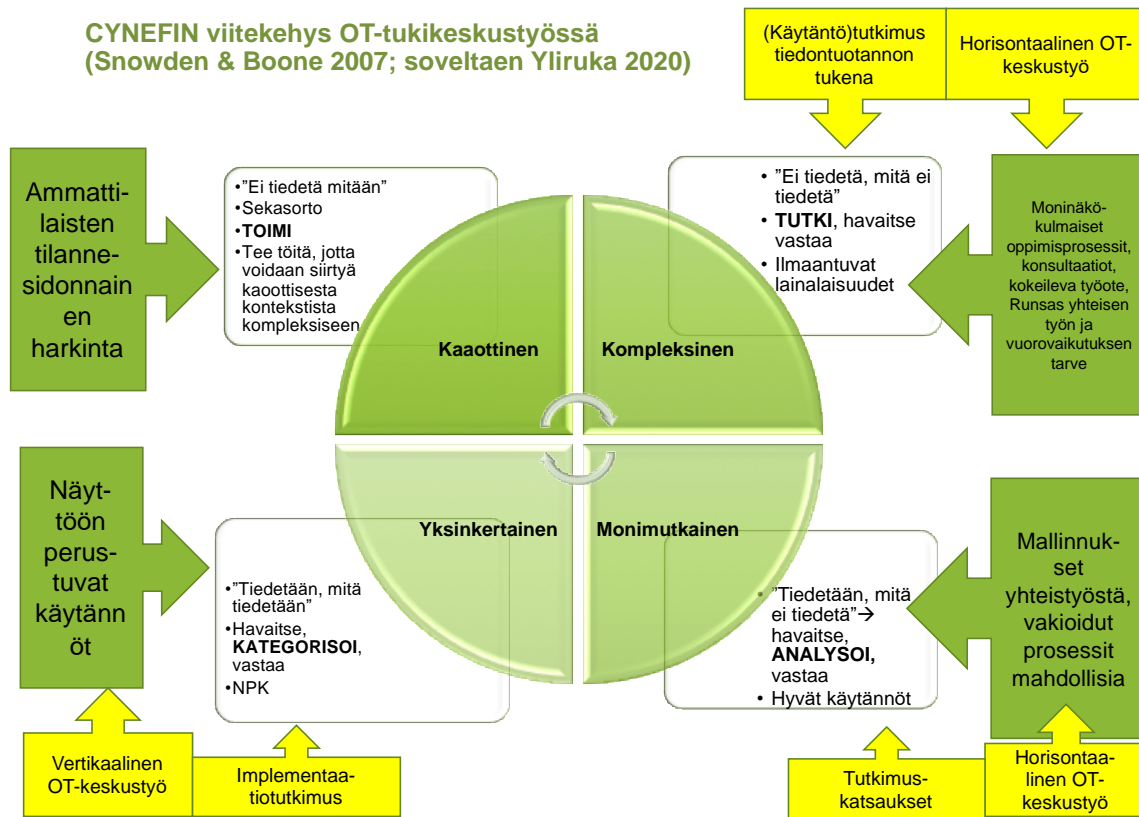 CYNEFIN viitekehys OT-tukikeskustyössä
(Snowden & Boone 2007; soveltaen Yliruka 2020)
(Käytäntö)tutkimus
tiedontuotannon
tukena
Horisontaalinen OT-
keskustyö
Ammatti-
laisten
tilanne-
sidonnain
en
harkinta
•"Ei tiedetä mitään"
•Sekasorto
•TOIMI
•Tee töitä, jotta
voidaan siirtyä
kaoottisesta
kontekstista
kompleksiseen
Kaaottinen
Kompleksinen
• "Ei tiedetä, mitä ei
tiedetä"
• TUTKI, havaitse
vastaa
• Ilmaantuvat
lainalaisuudet
Moninäkö-
kulmaiset
oppimisprosessit,
konsultaatiot,
kokeileva työote,
Runsas yhteisen
työn ja
vuorovaikutuksen
tarve
Näyt-
töön
perus-
tuvat
käytänn
öt
•"Tiedetään, mitä
tiedetään"
•Havaitse,
KATEGORISOI,
vastaa
•NPK
Yksinkertainen
Monimutkainen
• "Tiedetään, mitä
ei tiedetä"→
havaitse,
ANALYSOI,
vastaa
• Hyvät käytännöt
Mallinnuk-
set
yhteistyöstä,
vakioidut
prosessit
mahdollisia
Vertikaalinen
OT-keskustyö
Implementaa-
tiotutkimus
Tutkimus-
katsaukset
Horisontaa-
linen OT-
keskustyö